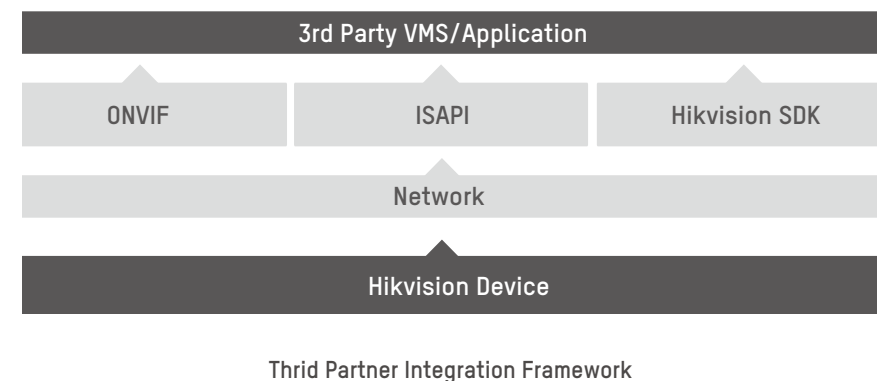 3rd Party VMS/Application
ONVIF ISAPI Hikvision SDK
Network
Hikvision Device
Thrid Partner Integration Framework